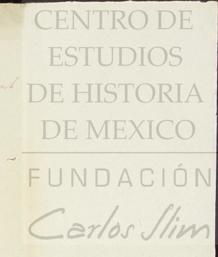 CENTRO DE
ESTUDIOS
DE HISTORIA
DE MEXICO
FUNDACIÓN
Carlos Slim